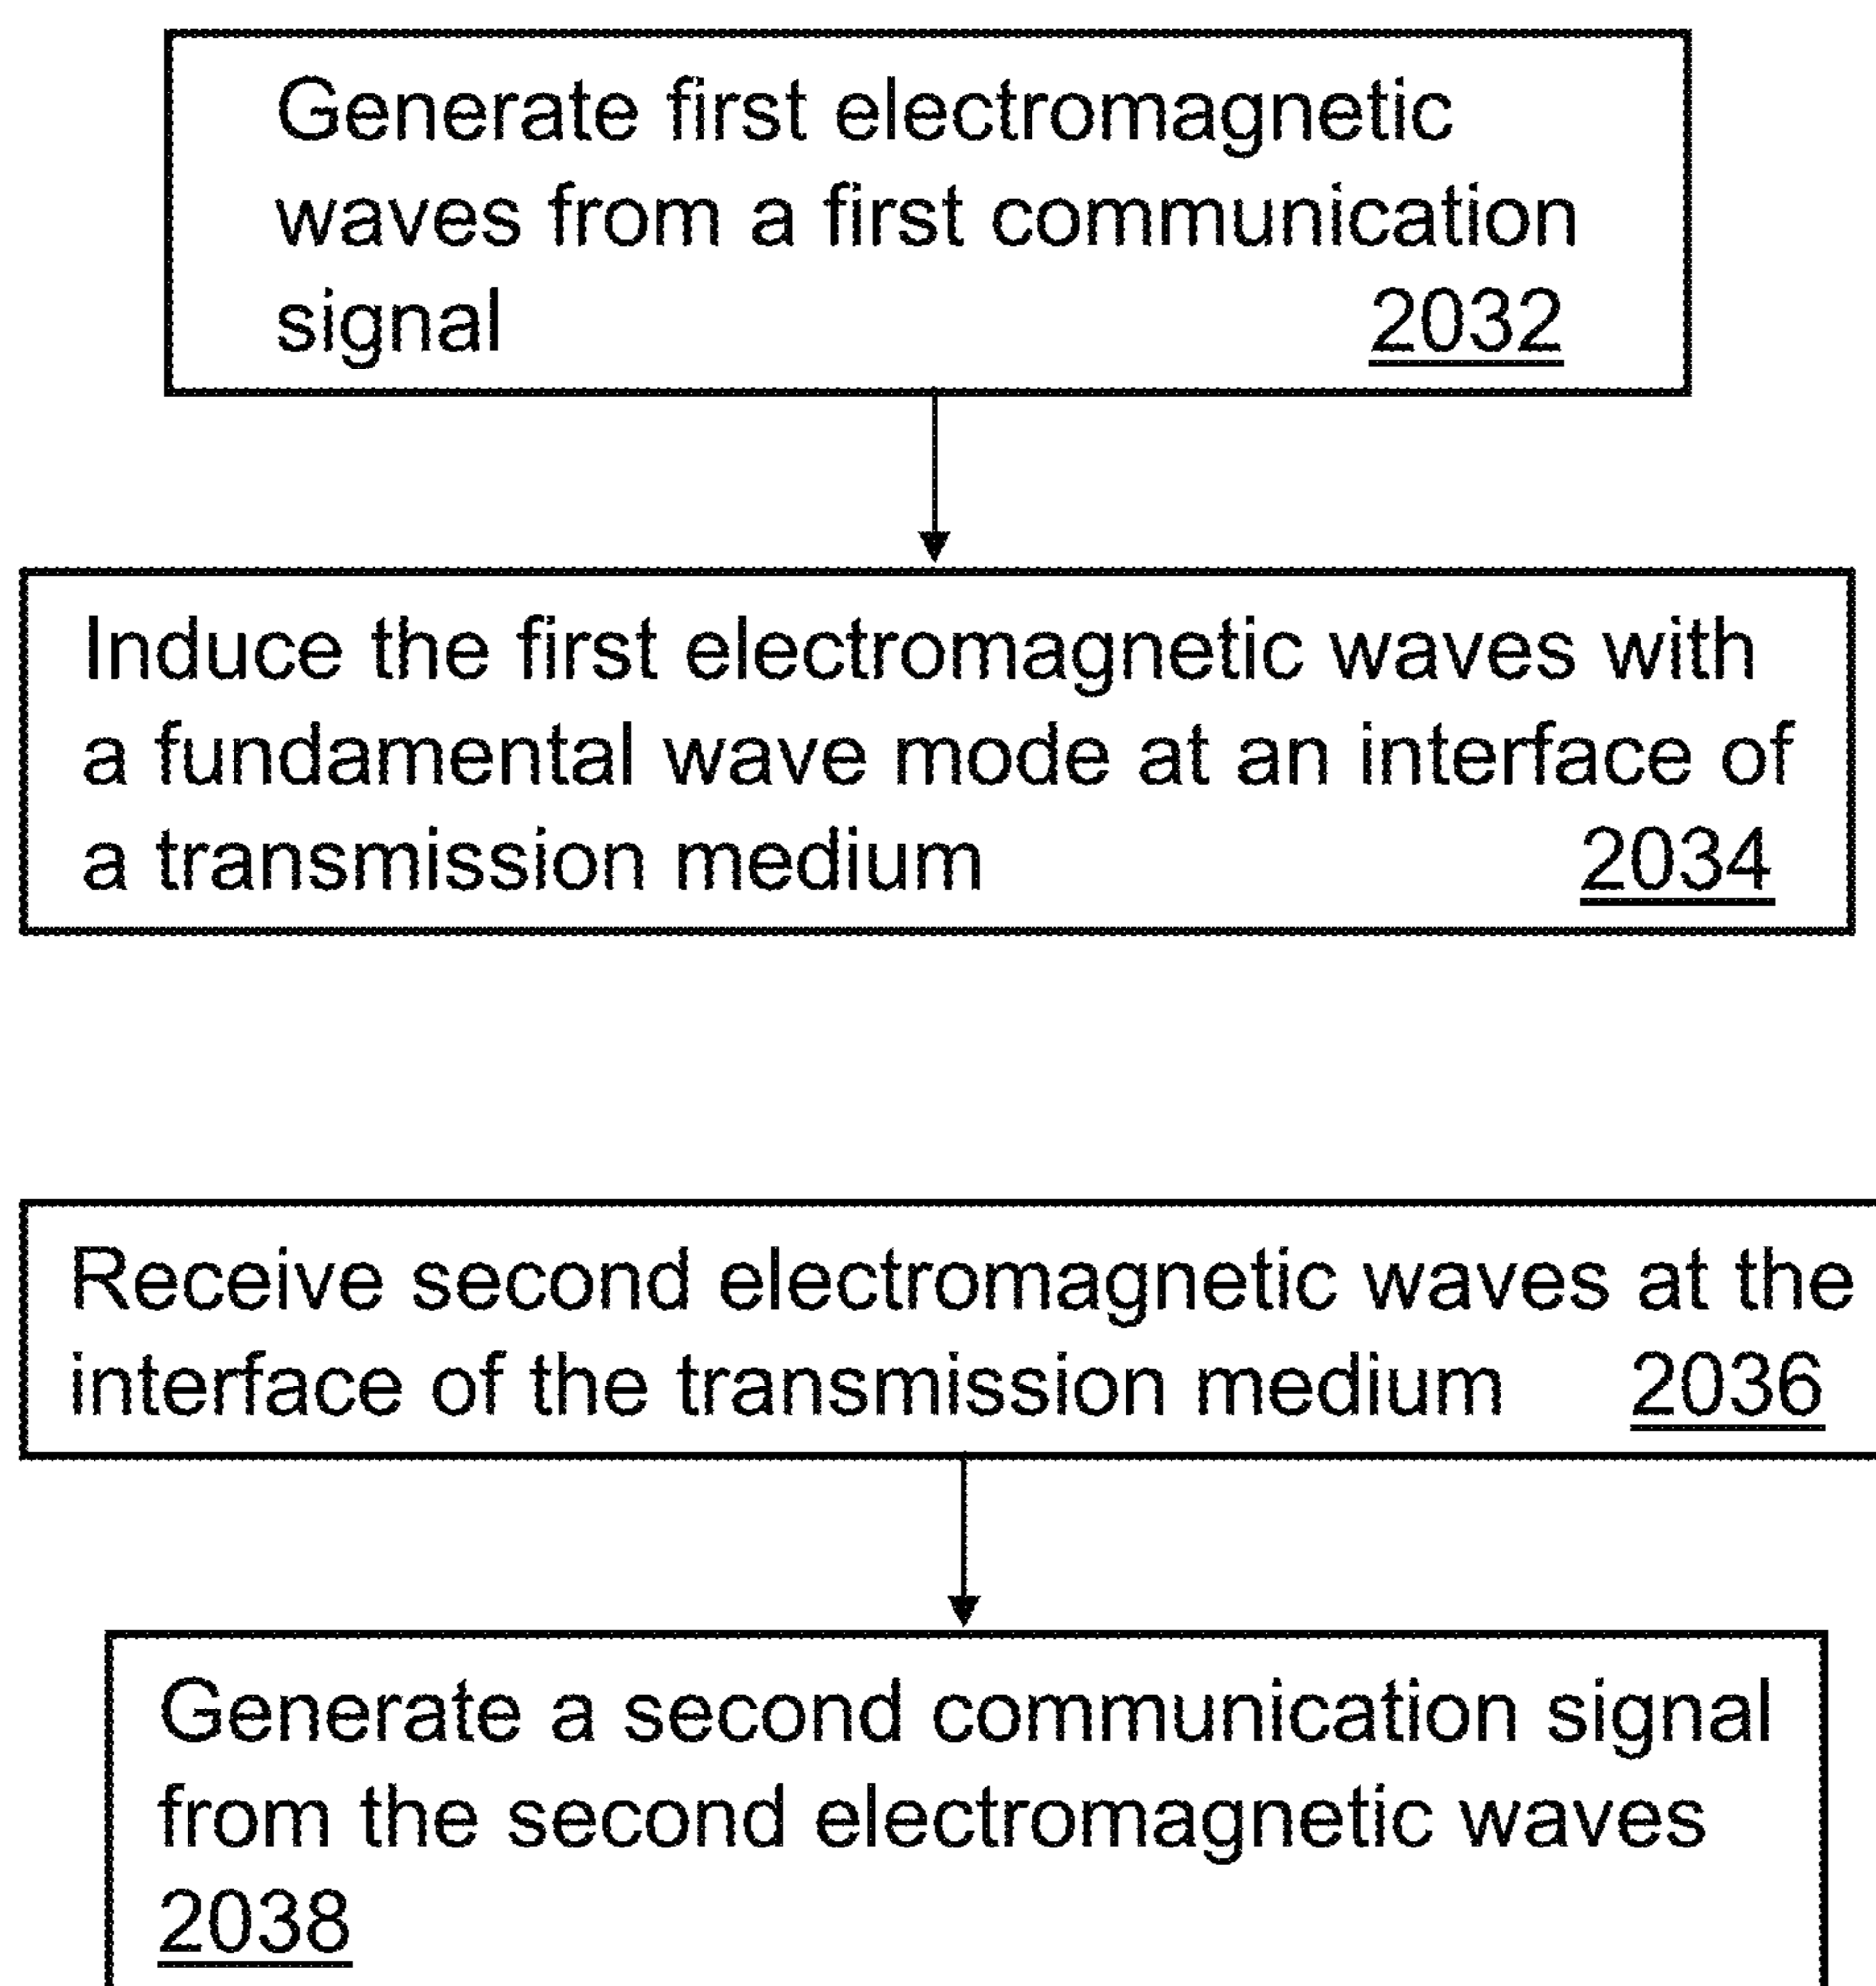 Generate first electromagnetic
waves from a first communication
signal 2032
Induce the first electromagnetic waves with
a fundamental wave mode at an interface of
a transmission medium 2034
Receive second electromagnetic waves at the
interface of the transmission medium 2036
Generate a second communication signal
from the second electromagnetic waves
2038